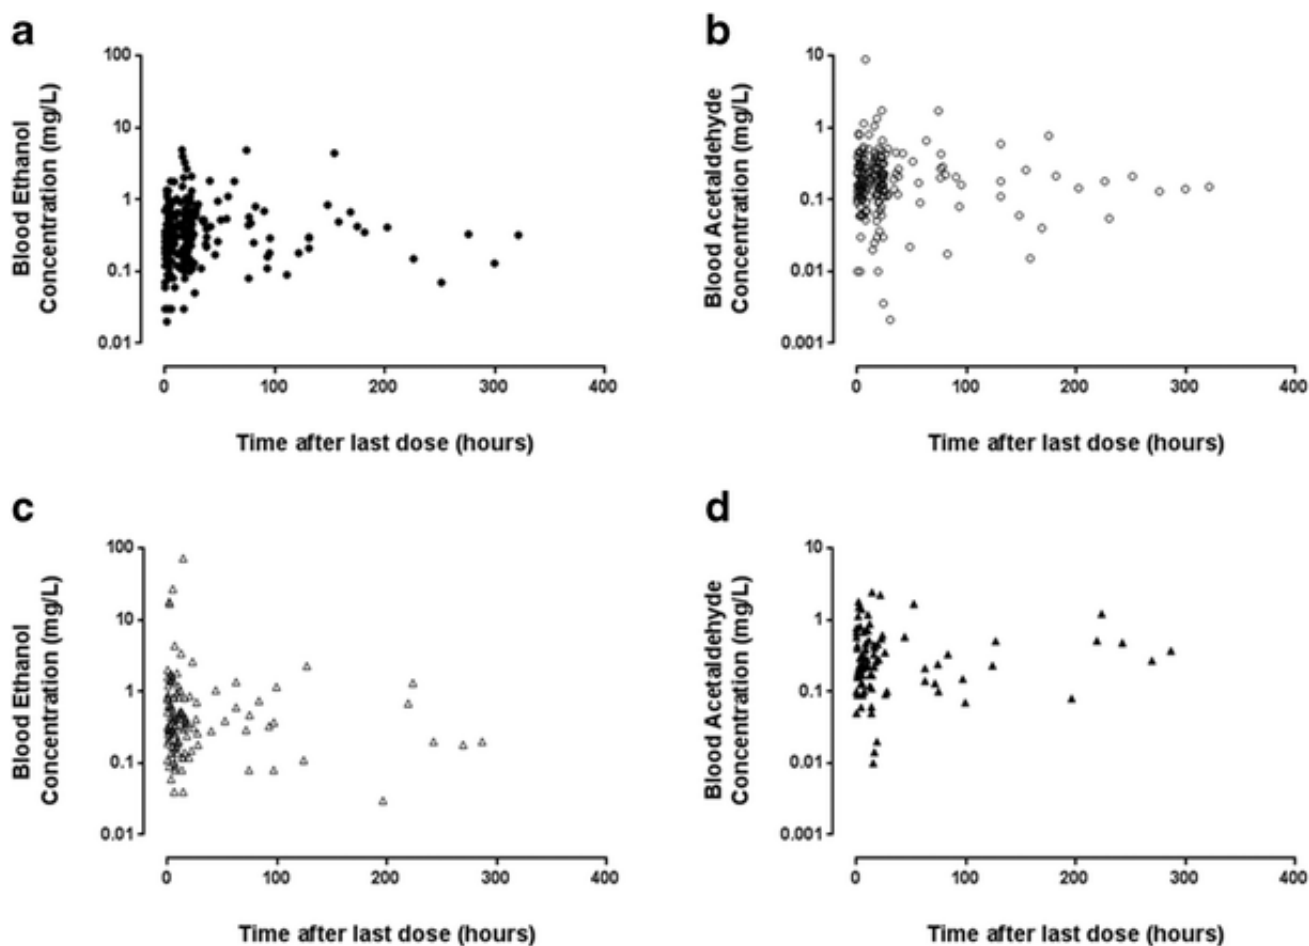 a
Blood Ethanol
Concentration (mg/L)
100
10
1
0.1
0.01
0 100 200 300 400
Time after last dose (hours)
b
Blood Acetaldehyde
Concentration (mg/L)
10
1
0.1
0.01
0.001
0 100 200 300 400
Time after last dose (hours)
c
Blood Ethanol
Concentration (mg/L)
100
10
1
0.1
0.01
0 100 200 300 400
Time after last dose (hours)
d
Blood Acetaldehyde
Concentration (mg/L)
10
1
0.1
0.01
0.001
0 100 200 300 400
Time after last dose (hours)